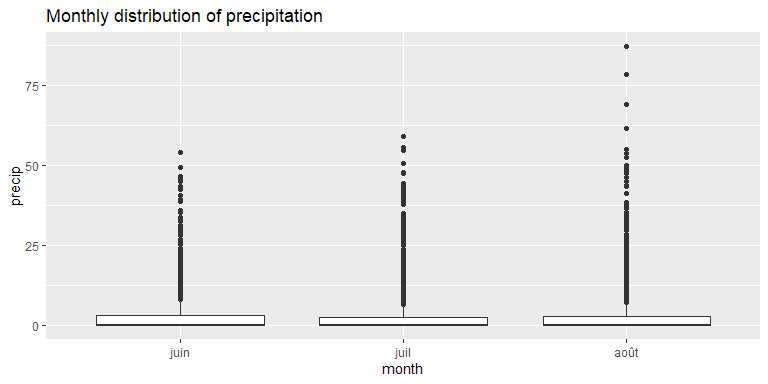 Monthly distribution of precipitation
precip
75
50
25
0
juin juil août
month